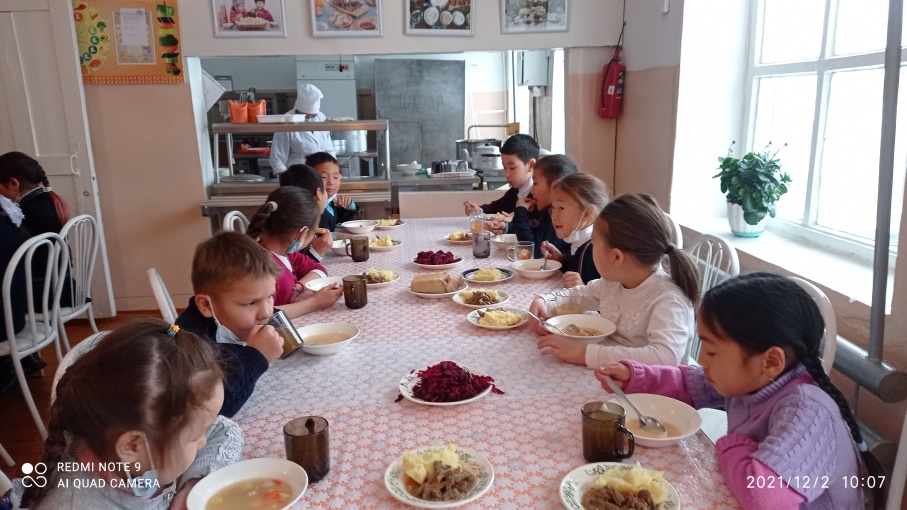 REDMI NOTE 9
AI QUAD CAMERA
2021/12/2 10:07